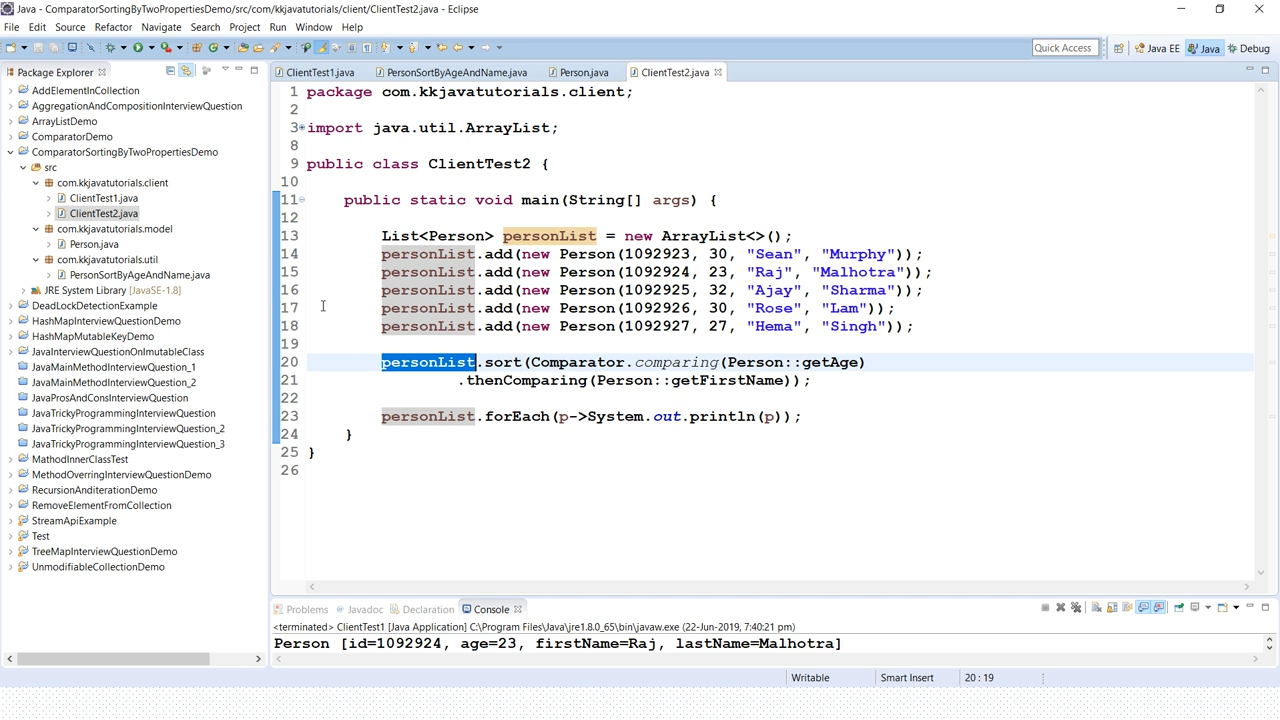 Java - ComparatorSortingByTwoPropertiesDemo/src/com/kkjavatutorials/client/ClientTest2.java - Eclipse
File Edit Source Refactor Navigate Search Project Run Window Help
Quick Access Java EE Java Debug
Package Explorer
AddElementInCollection
AggregationAndCompositionInterviewQuestion
ArrayListDemo
ComparatorDemo
ComparatorSortingByTwoPropertiesDemo
src
com.kkjavatutorials.client
ClientTest1.java
ClientTest2.java
com.kkjavatutorials.model
Person.java
com.kkjavatutorials.util
PersonSortByAgeAndName.java
JRE System Library [JavaSE-1.8]
DeadLockDetectionExample
HashMapInterviewQuestionDemo
HashMapMutableKeyDemo
JavaInterviewQuestionOnImutableClass
JavaMainMethodInterviewQuestion_1
JavaMainMethodInterviewQuestion_2
JavaProsAndConsInterviewQuestion
JavaTrickyProgrammingInterviewQuestion
JavaTrickyProgrammingInterviewQuestion_2
JavaTrickyProgrammingInterviewQuestion_3
MathodInnerClassTest
MethodOverringInterviewQuestionDemo
RecursionAnditerationDemo
RemoveElementFromCollection
StreamApiExample
Test
TreeMapInterviewQuestionDemo
UnmodifiableCollectionDemo
ClientTest1.java PersonSortByAgeAndName.java Person.java ClientTest2.java
1 package com.kkjavatutorials.client;
2
3 import java.util.ArrayList;
8
9 public class ClientTest2 {
10
11 public static void main(String[] args) {
12
13 List<Person> personList = new ArrayList<>();
14 personList.add(new Person(1092923, 30, "Sean", "Murphy"));
15 personList.add(new Person(1092924, 23, "Raj", "Malhotra"));
16 personList.add(new Person(1092925, 32, "Ajay", "Sharma"));
17 personList.add(new Person(1092926, 30, "Rose", "Lam"));
18 personList.add(new Person(1092927, 27, "Hema", "Singh"));
19
20 personList.sort(Comparator.comparing(Person::getAge)
21 .thenComparing(Person::getFirstName));
22
23 personList.forEach(p->System.out.println(p));
24 }
25 }
26
Problems Javadoc Declaration Console
<terminated> ClientTest1 [Java Application] C:\Program Files\Java\jre1.8.0_65\bin\javaw.exe (22-Jun-2019, 7:40:21 pm)
Person [id=1092924, age=23, firstName=Raj, lastName=Malhotra]
Writable Smart Insert 20 : 19